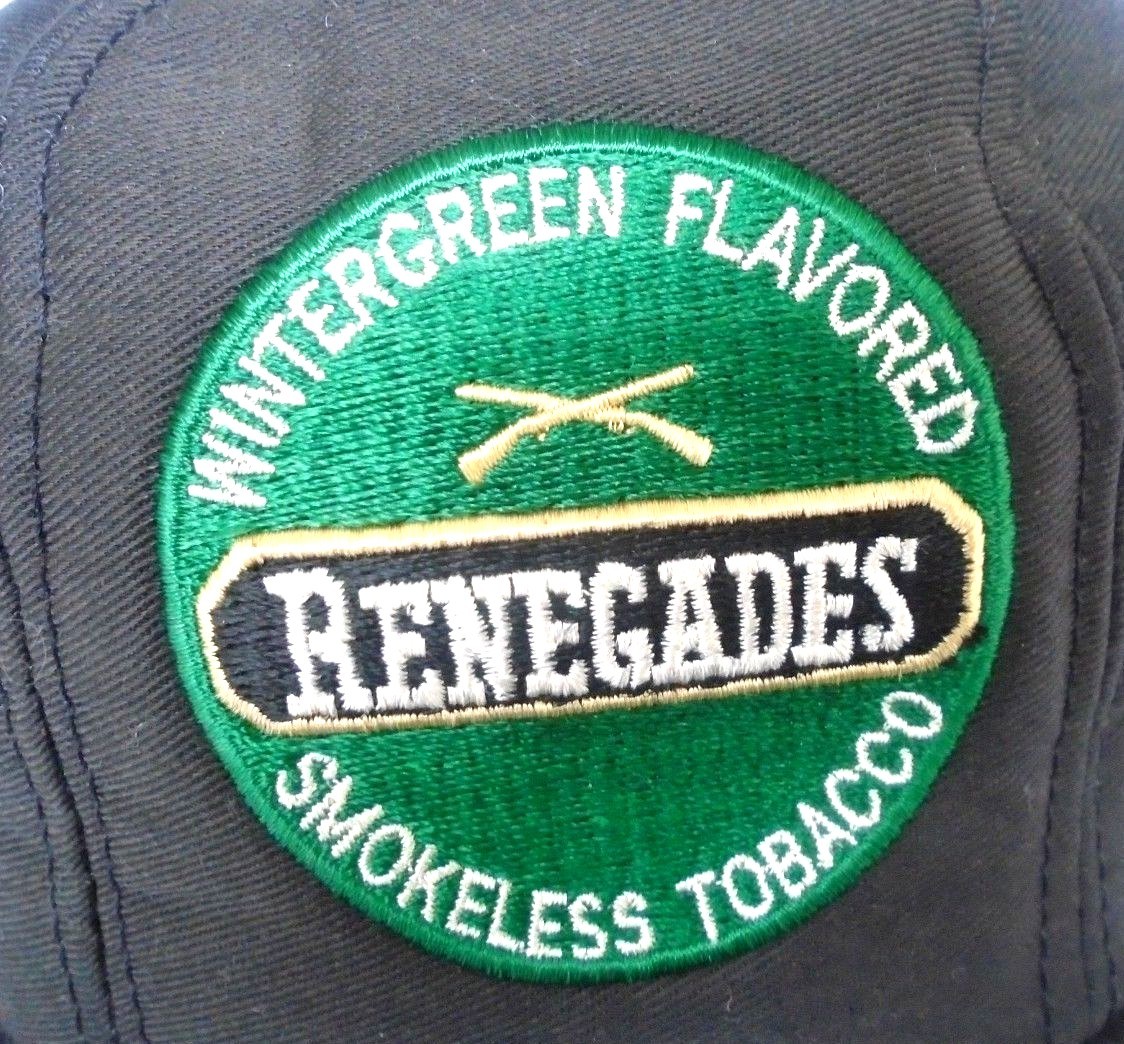 WINTERGREEN FLAVORED
RENEGADES
SMOKELESS TOBACCO